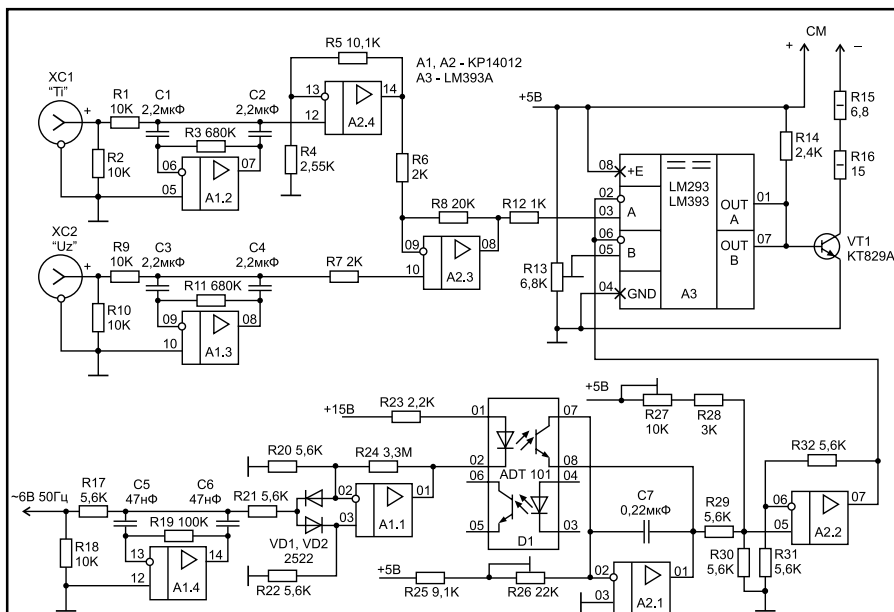 R5 10,1K
A1, A2 - КР14012
A3 - LM393A
CM
+
–
XC1
"Ti"
+
R1
10K
C1
2,2мкФ
C2
2,2мкФ
R3 680K
R2
10K
06
07
05
A1.2
13
14
12
A2.4
R4
2,55K
R6
2K
+5В
R15
6,8
R14
2,4K
R16
15
08
+E
02
03
A
06
05
B
04
GND
LM293
LM393
OUT
A
01
OUT
B
07
A3
VT1
КТ829А
R8 20K
R12 1K
09
08
10
A2.3
R13
6,8K
XC2
"Uz"
+
R9
10K
C3
2,2мкФ
C4
2,2мкФ
R7 2K
R11 680K
R10
10K
09
08
10
A1.3
+15В
R23 2,2K
01
07
+5В
R27
10K
R28
3K
R20 5,6K
R24 3,3M
02
08
ADT 101
06
04
05
03
D1
R32 5,6K
~6В 50Гц
R17
5,6K
C5
47нФ
C6
47нФ
R21 5,6K
R19 100K
R18
10K
13
14
12
A1.4
02
01
03
A1.1
VD1, VD2
2522
R22 5,6K
C7
0,22мкФ
R29
5,6K
06
07
05
A2.2
R30
5,6K
R31
5,6K
+5В
R25 9,1K
R26 22K
02
01
03
A2.1